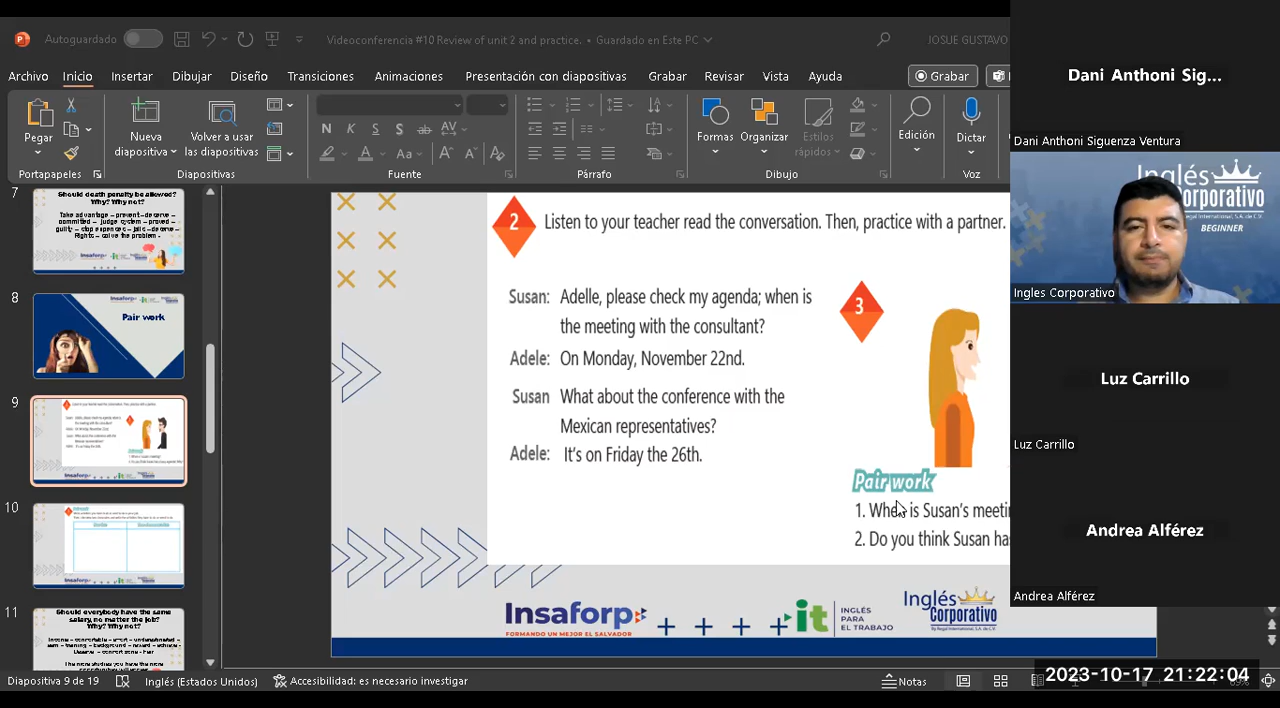 Autoguardado
Videoconferencia #10 Review of unit 2 and practice. • Guardado en Este PC
JOSUE GUSTAVO
Archivo Inicio Insertar Dibujar Diseño Transiciones Animaciones Presentación con diapositivas Grabar Revisar Vista Ayuda
Grabar
Pegar
Nueva diapositiva
Volver a usar las diapositivas
Formas Organizar Estilos rápidos
Edición
Dictar
Portapapeles Diapositivas Fuente Párrafo Dibujo Voz
7
Should death penalty be allowed?
Why? Why not?
8
Pair work
9
10
11
Should everybody have the same
salary, no matter the job?
Why? Why not?
2
Listen to your teacher read the conversation. Then, practice with a partner.
Susan: Adelle, please check my agenda; when is
the meeting with the consultant?
Adele: On Monday, November 22nd.
Susan What about the conference with the
Mexican representatives?
Adele: It's on Friday the 26th.
3
Pair work
1. When is Susan's meeti
2. Do you think Susan ha
Insaforp
FORMANDO UN MEJOR EL SALVADOR
it
INGLÉS
PARA
EL TRABAJO
Inglés
Corporativo
Dani Anthoni Sig...
Dani Anthoni Siguenza Ventura
Inglés
Corporativo
BEGINNER
Ingles Corporativo
Luz Carrillo
Luz Carrillo
Andrea Alférez
Andrea Alférez
Diapositiva 9 de 19
Inglés (Estados Unidos)
Accesibilidad: es necesario investigar
Notas
2023-10-17 21:22:04